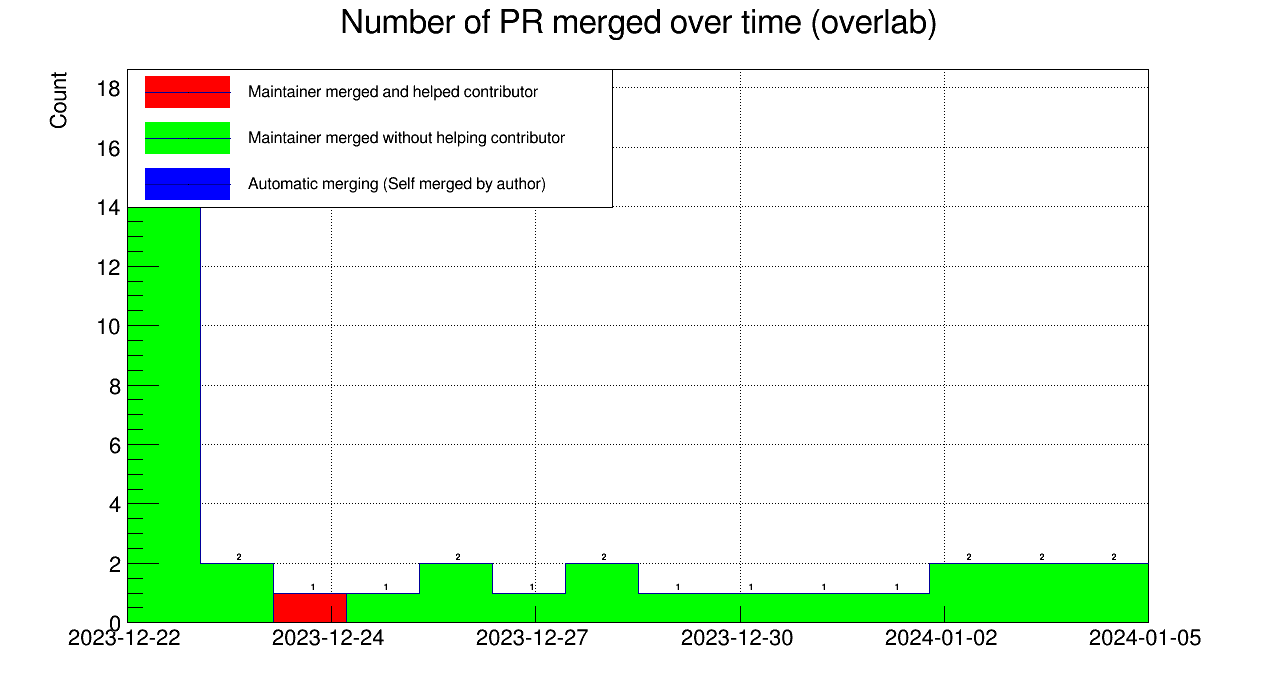 Number of PR merged over time (overlab)
Count
Maintainer merged and helped contributor
Maintainer merged without helping contributor
Automatic merging (Self merged by author)
18
16
14
12
10
8
6
4
2
0
2 1 1 2 1 2 1 1 1 1 2 2 2
2023-12-22 2023-12-24 2023-12-27 2023-12-30 2024-01-02 2024-01-05